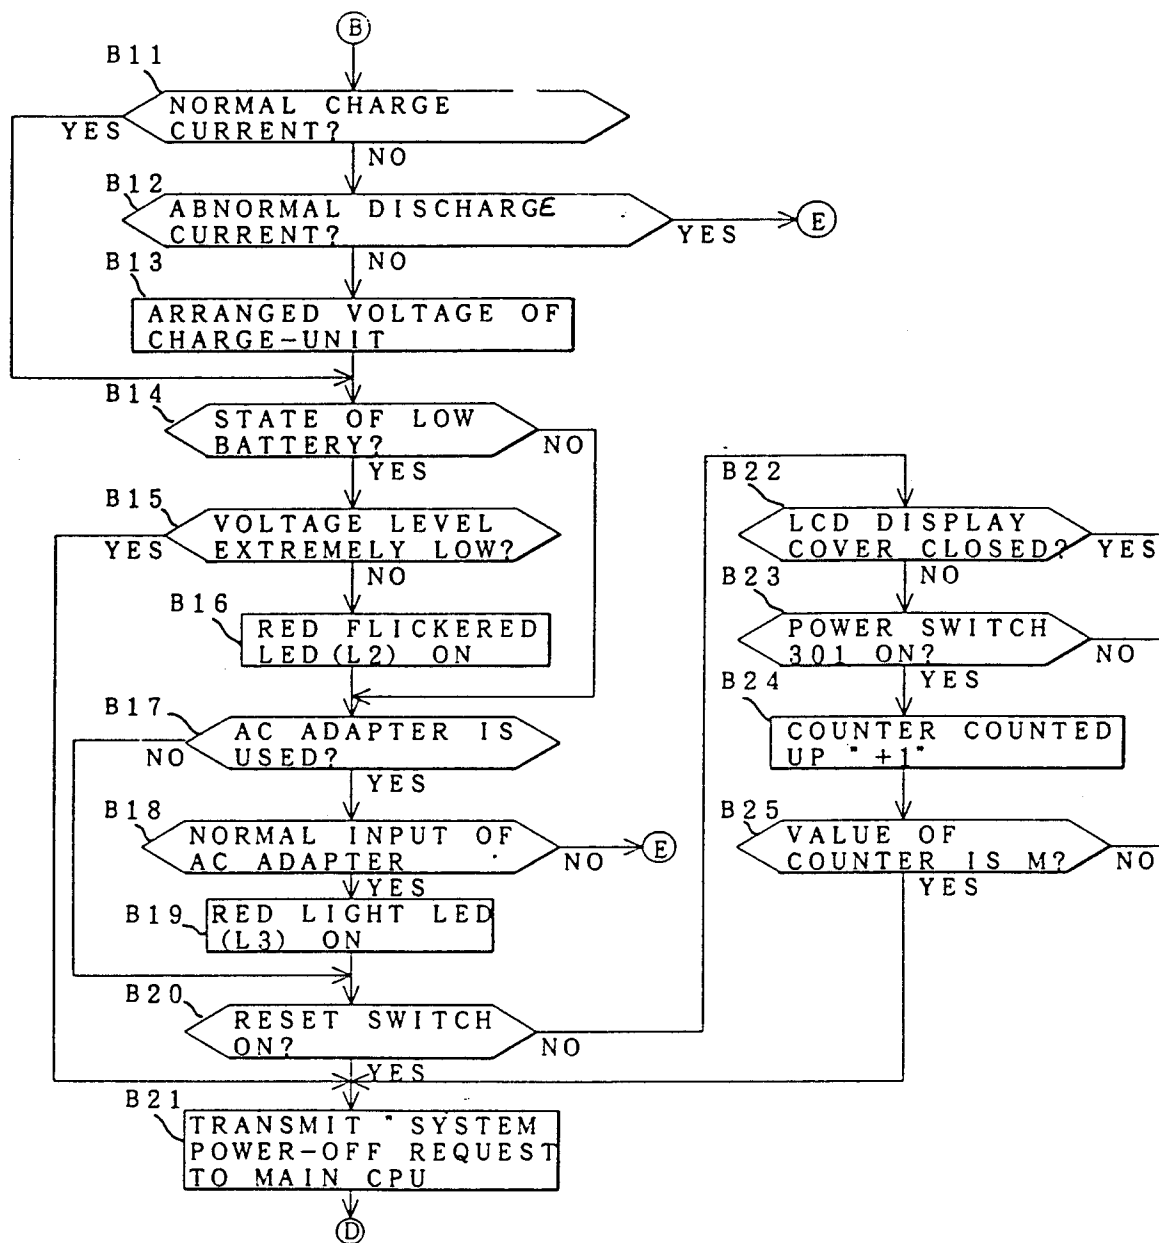 B
B11
NORMAL CHARGE
CURRENT?
YES
NO
B12
ABNORMAL DISCHARGE
CURRENT?
YES
E
NO
B13
ARRANGED VOLTAGE OF
CHARGE-UNIT
B14
STATE OF LOW
BATTERY?
NO
YES
B15
VOLTAGE LEVEL
EXTREMELY LOW?
YES
NO
B16
RED FLICKERED
LED(L2) ON
B17
AC ADAPTER IS
USED?
NO
YES
B18
NORMAL INPUT OF
AC ADAPTER
NO
E
YES
B19
RED LIGHT LED
(L3) ON
B20
RESET SWITCH
ON?
NO
YES
B21
TRANSMIT "SYSTEM
POWER-OFF REQUEST
TO MAIN CPU
D
B22
LCD DISPLAY
COVER CLOSED?
YES
NO
B23
POWER SWITCH
301 ON?
NO
YES
B24
COUNTER COUNTED
UP "+1"
B25
VALUE OF
COUNTER IS M?
NO
YES